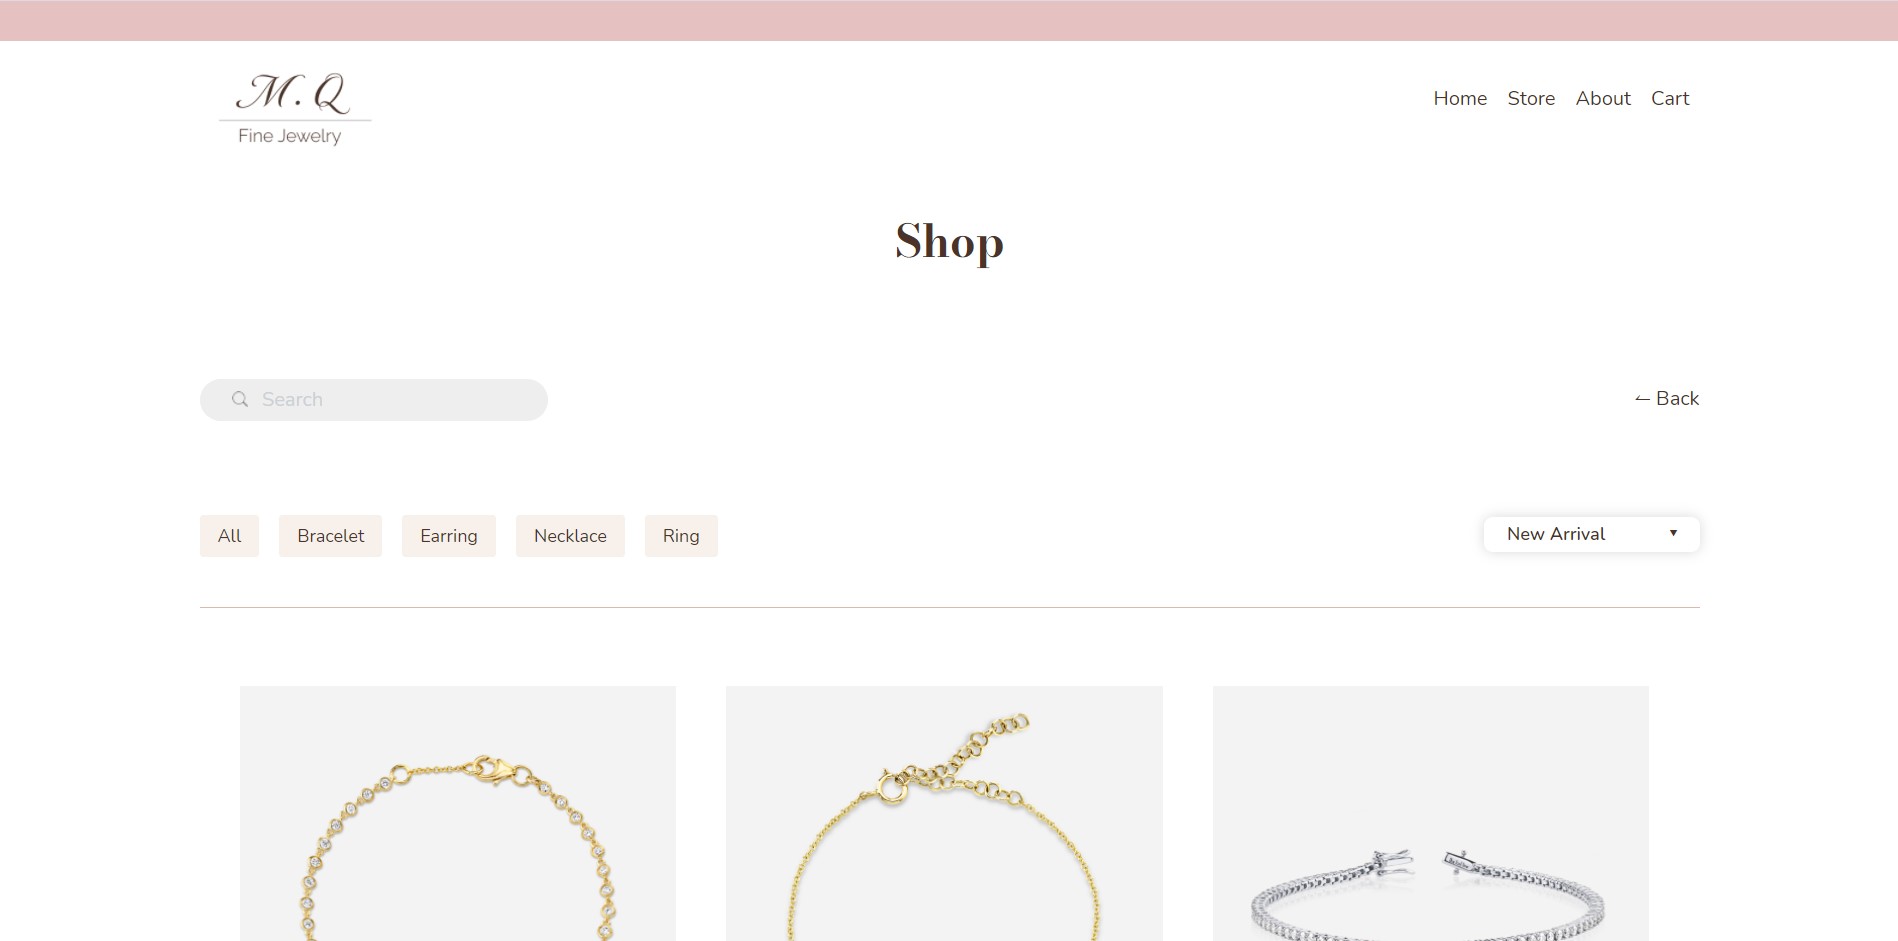 M. Q
Fine Jewelry
Home Store About Cart
Shop
Search
Back
All Bracelet Earring Necklace Ring
New Arrival